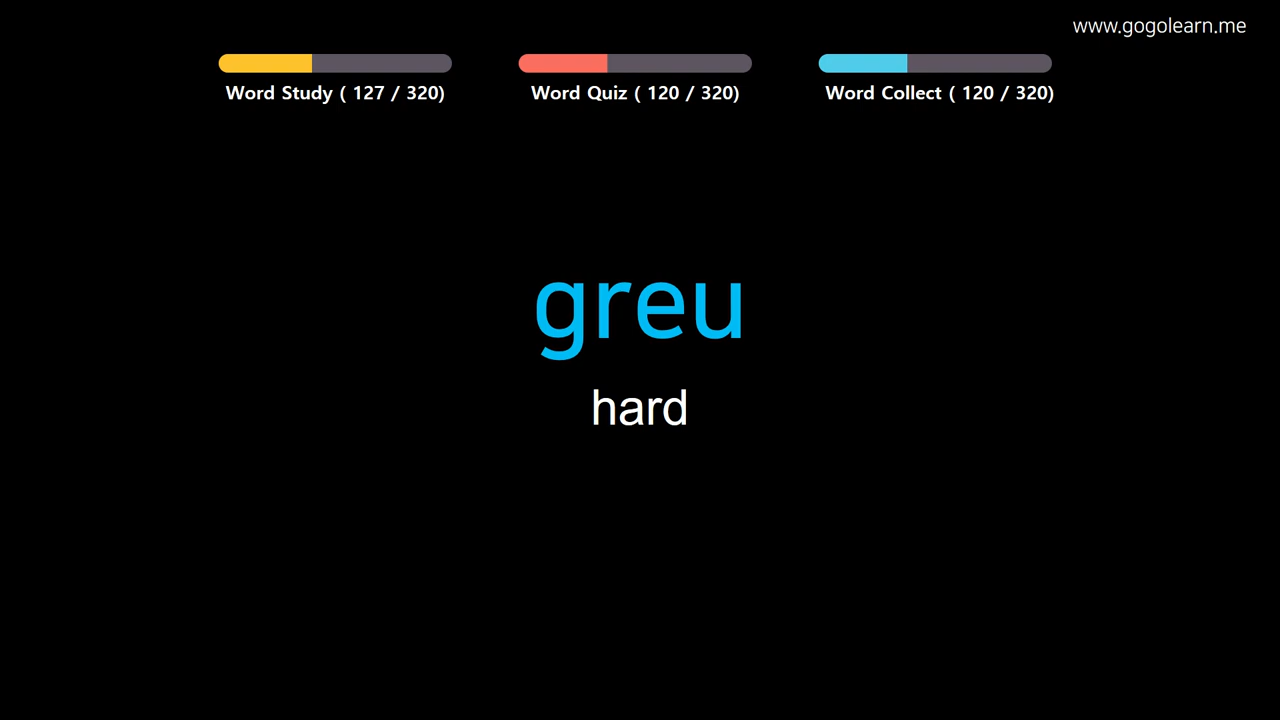 www.gogolearn.me
Word Study ( 127 / 320)
Word Quiz ( 120 / 320)
Word Collect ( 120 / 320)
greu
hard